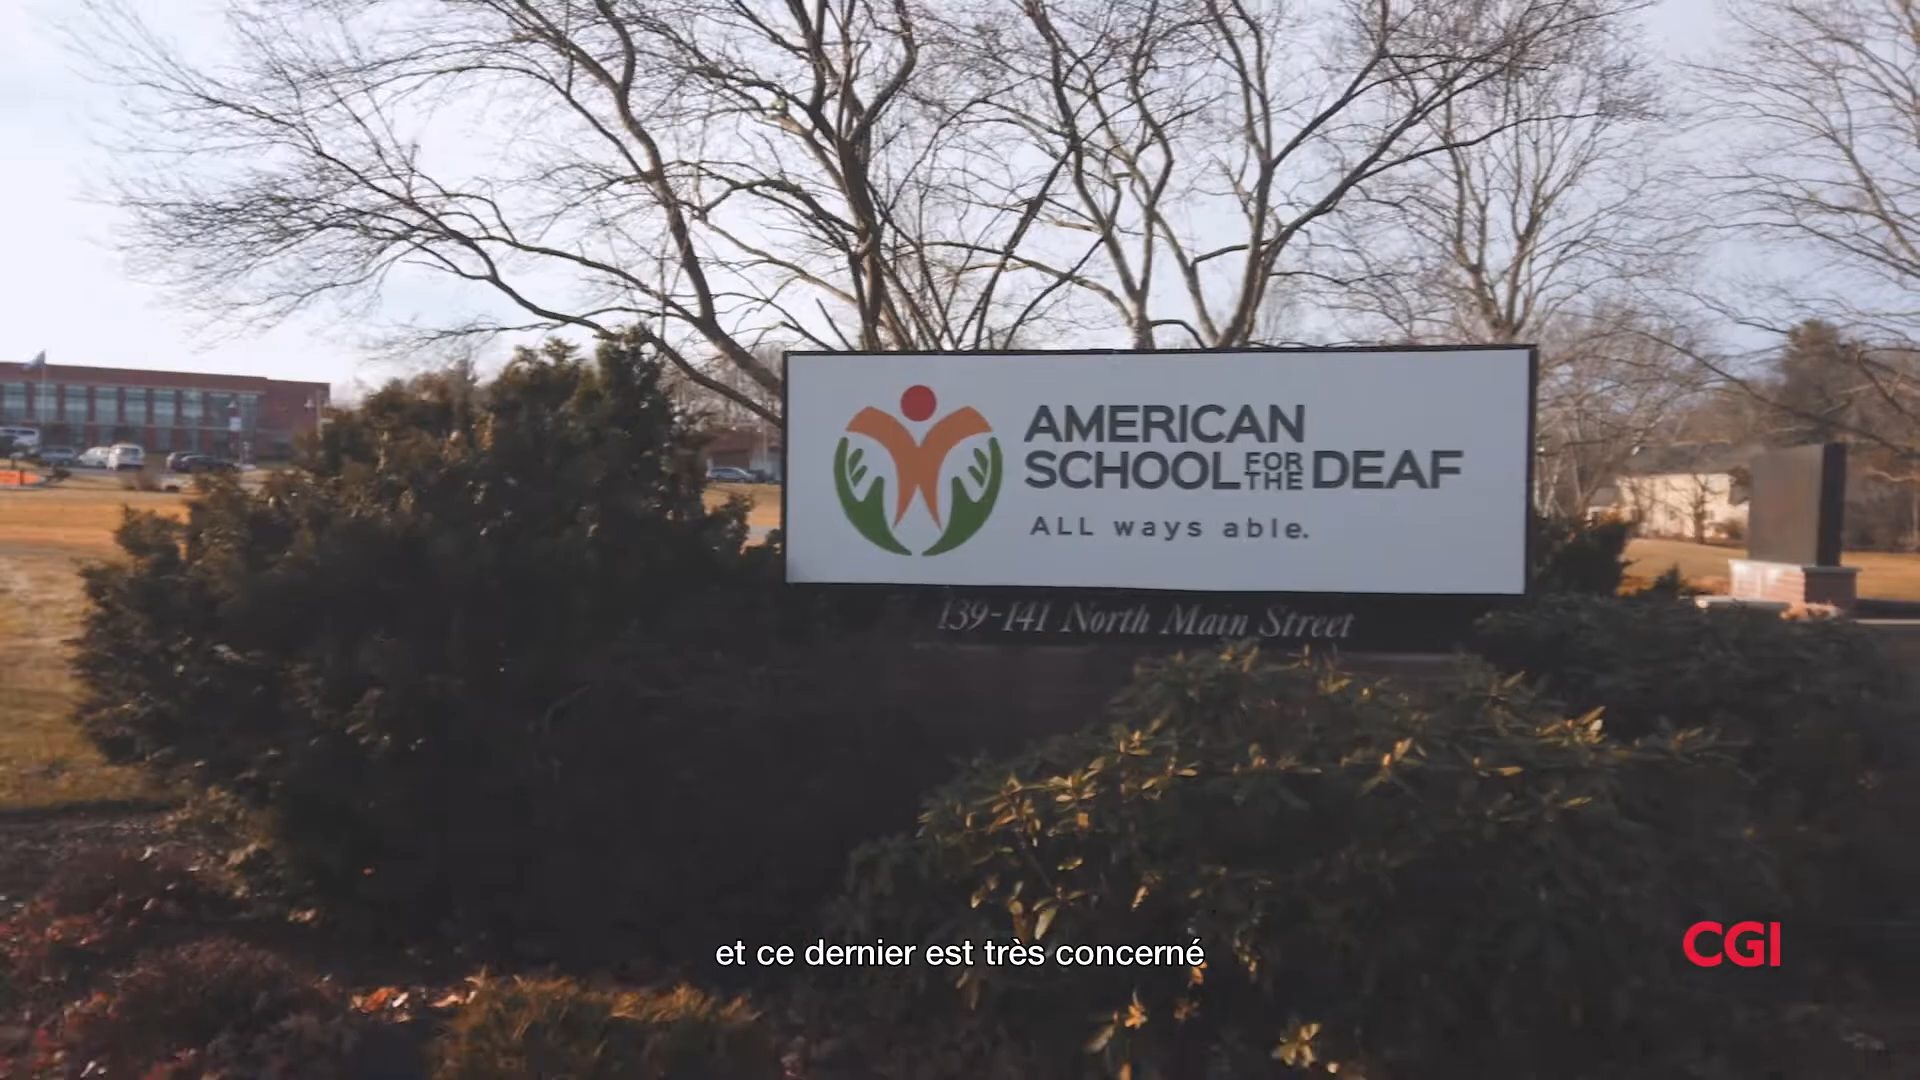 AMERICAN
SCHOOL FOR THE DEAF
ALL ways able.
139-141 North Main Street
et ce dernier est très concerné
CGI